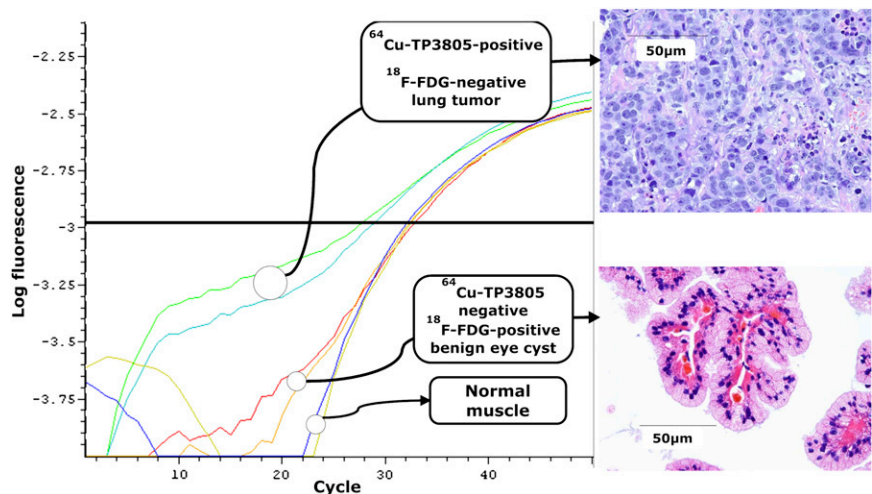 -2.25
-2.5
-2.75
-3
-3.25
-3.5
-3.75
Log fluorescence
10
20
30
40
Cycle
64Cu-TP3805-positive
18F-FDG-negative
lung tumor
64Cu-TP3805
negative
18F-FDG-positive
benign eye cyst
Normal
muscle
50µm
50µm